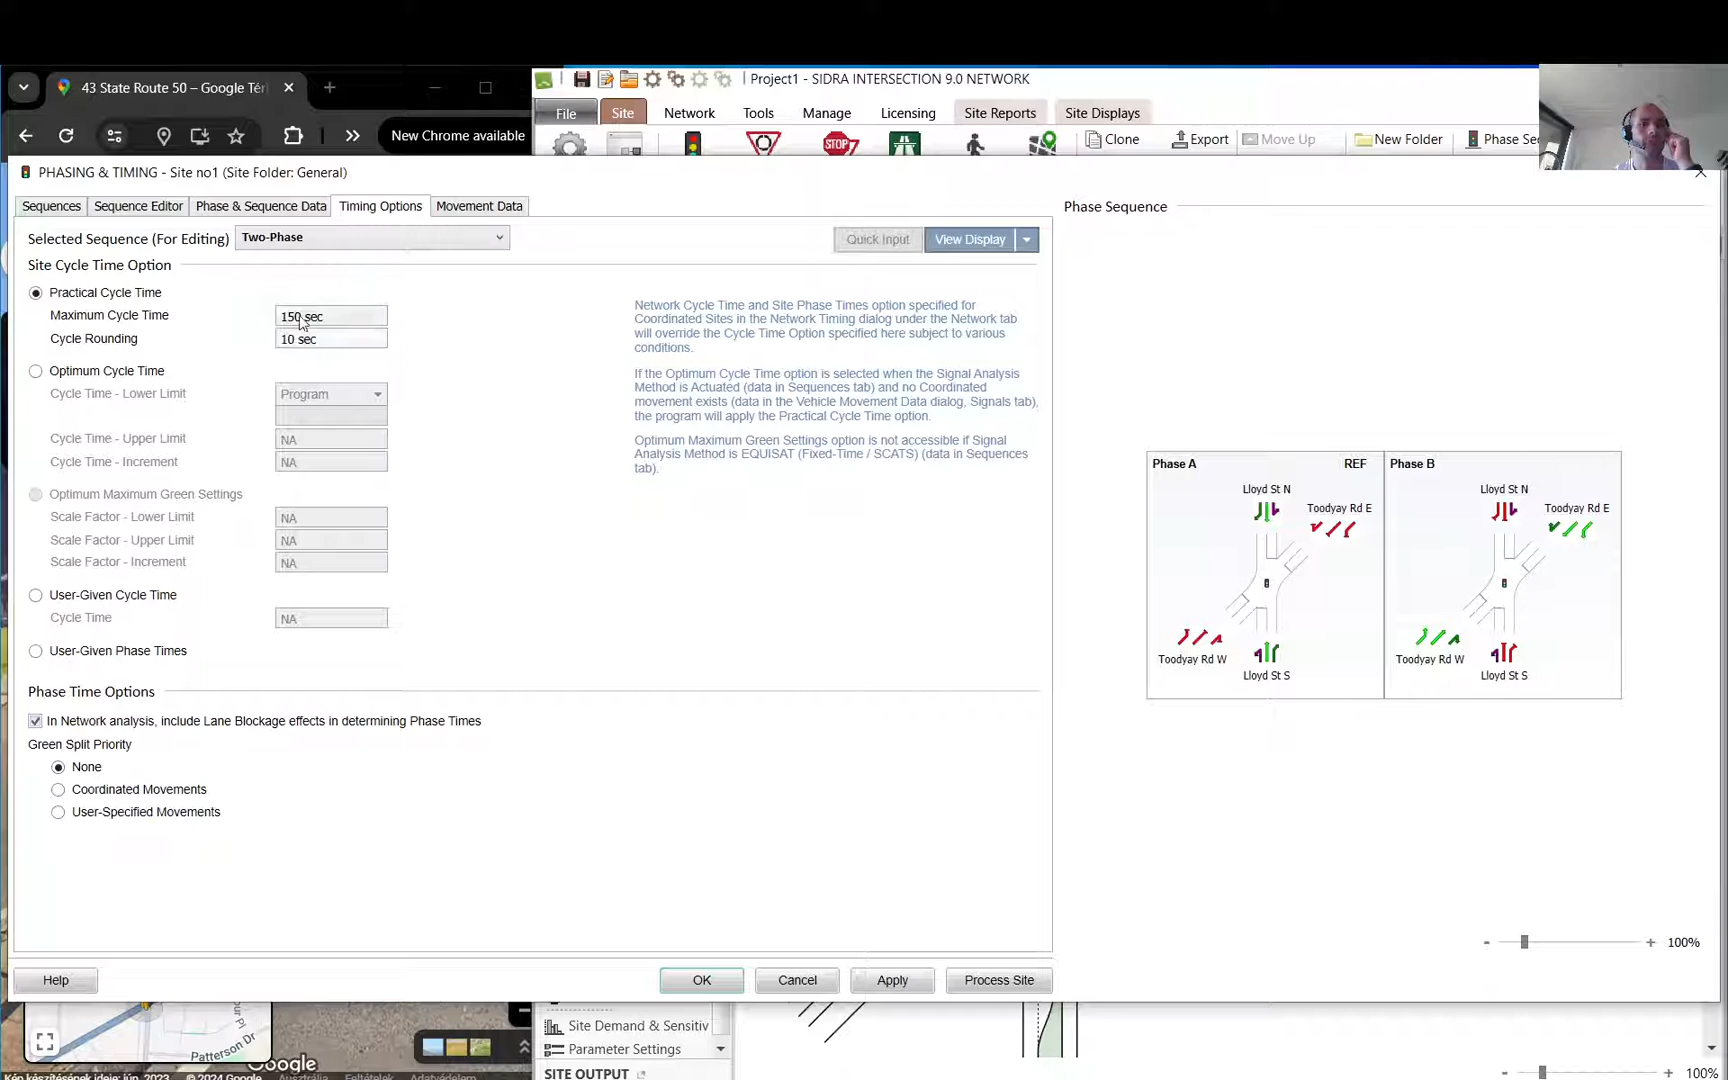 43 State Route 50 – Google Téri
Project1 - SIDRA INTERSECTION 9.0 NETWORK
File
Site
Network
Tools
Manage
Licensing
Site Reports
Site Displays
New Chrome available
STOP
Clone
Export
Move Up
New Folder
PHASING & TIMING - Site no1 (Site Folder: General)
Sequences
Sequence Editor
Phase & Sequence Data
Timing Options
Movement Data
Phase Sequence
Selected Sequence (For Editing)
Two-Phase
Quick Input
View Display
Site Cycle Time Option
Practical Cycle Time
Maximum Cycle Time
150 sec
Cycle Rounding
10 sec
Optimum Cycle Time
Cycle Time - Lower Limit
Program
Cycle Time - Upper Limit
NA
Cycle Time - Increment
NA
Optimum Maximum Green Settings
Scale Factor - Lower Limit
NA
Scale Factor - Upper Limit
NA
Scale Factor - Increment
NA
User-Given Cycle Time
Cycle Time
NA
User-Given Phase Times
Network Cycle Time and Site Phase Times option specified for
Coordinated Sites in the Network Timing dialog under the Network tab
will override the Cycle Time Option specified here subject to various
conditions.
If the Optimum Cycle Time option is selected when the Signal Analysis
Method is Actuated (data in Sequences tab) and no Coordinated
movement exists (data in the Vehicle Movement Data dialog, Signals tab),
the program will apply the Practical Cycle Time option.
Optimum Maximum Green Settings option is not accessible if Signal
Analysis Method is EQUISAT (Fixed-Time / SCATS) (data in Sequences
tab).
Phase Time Options
In Network analysis, include Lane Blockage effects in determining Phase Times
Green Split Priority
None
Coordinated Movements
User-Specified Movements
Phase A
REF
Lloyd St N
Toodyay Rd E
Toodyay Rd W
Lloyd St S
Phase B
Lloyd St N
Toodyay Rd E
Toodyay Rd W
Lloyd St S
- + 100%
Help
OK
Cancel
Apply
Process Site
Patterson Dr
Google
Site Demand & Sensitiv
Parameter Settings
SITE OUTPUT
Kép készítésének ideje: jún. 2023
© 2024 Google
- + 100%